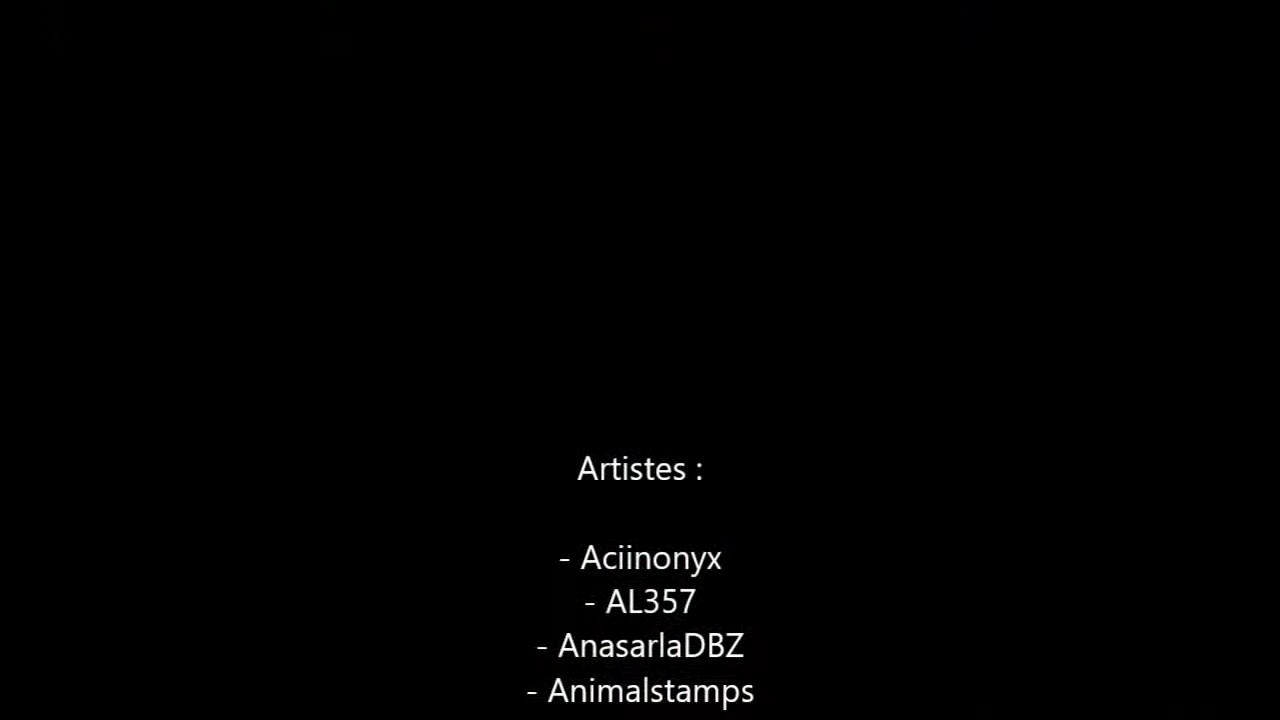 Artistes :
- Aciinonyx
- AL357
- AnasarlaDBZ
- Animalstamps